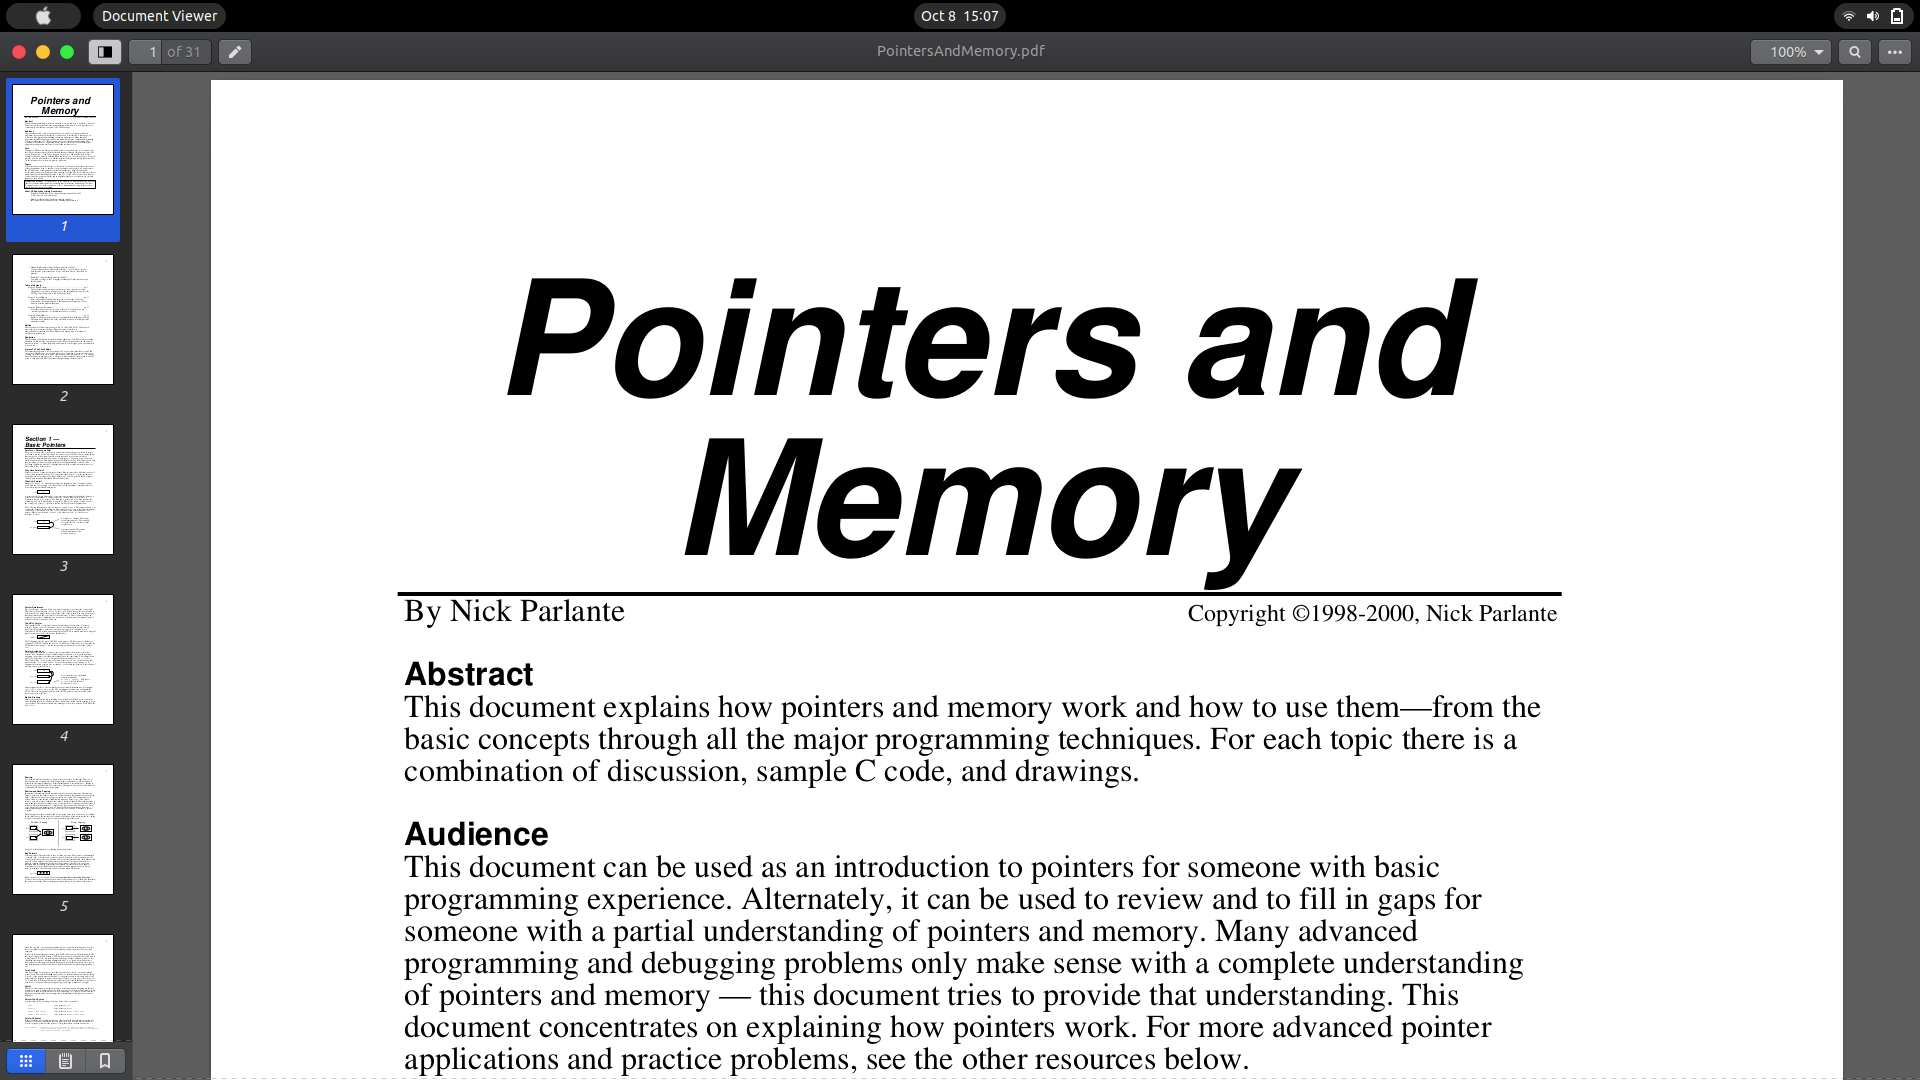 Document Viewer
Oct 8 15:07
1 of 31
PointersAndMemory.pdf
100%
Pointers and
Memory
1
2
Section 1 —
Basic Pointers
3
4
5
Pointers and
Memory
By Nick Parlante
Copyright ©1998-2000, Nick Parlante
Abstract
This document explains how pointers and memory work and how to use them—from the
basic concepts through all the major programming techniques. For each topic there is a
combination of discussion, sample C code, and drawings.
Audience
This document can be used as an introduction to pointers for someone with basic
programming experience. Alternately, it can be used to review and to fill in gaps for
someone with a partial understanding of pointers and memory. Many advanced
programming and debugging problems only make sense with a complete understanding
of pointers and memory — this document tries to provide that understanding. This
document concentrates on explaining how pointers work. For more advanced pointer
applications and practice problems, see the other resources below.